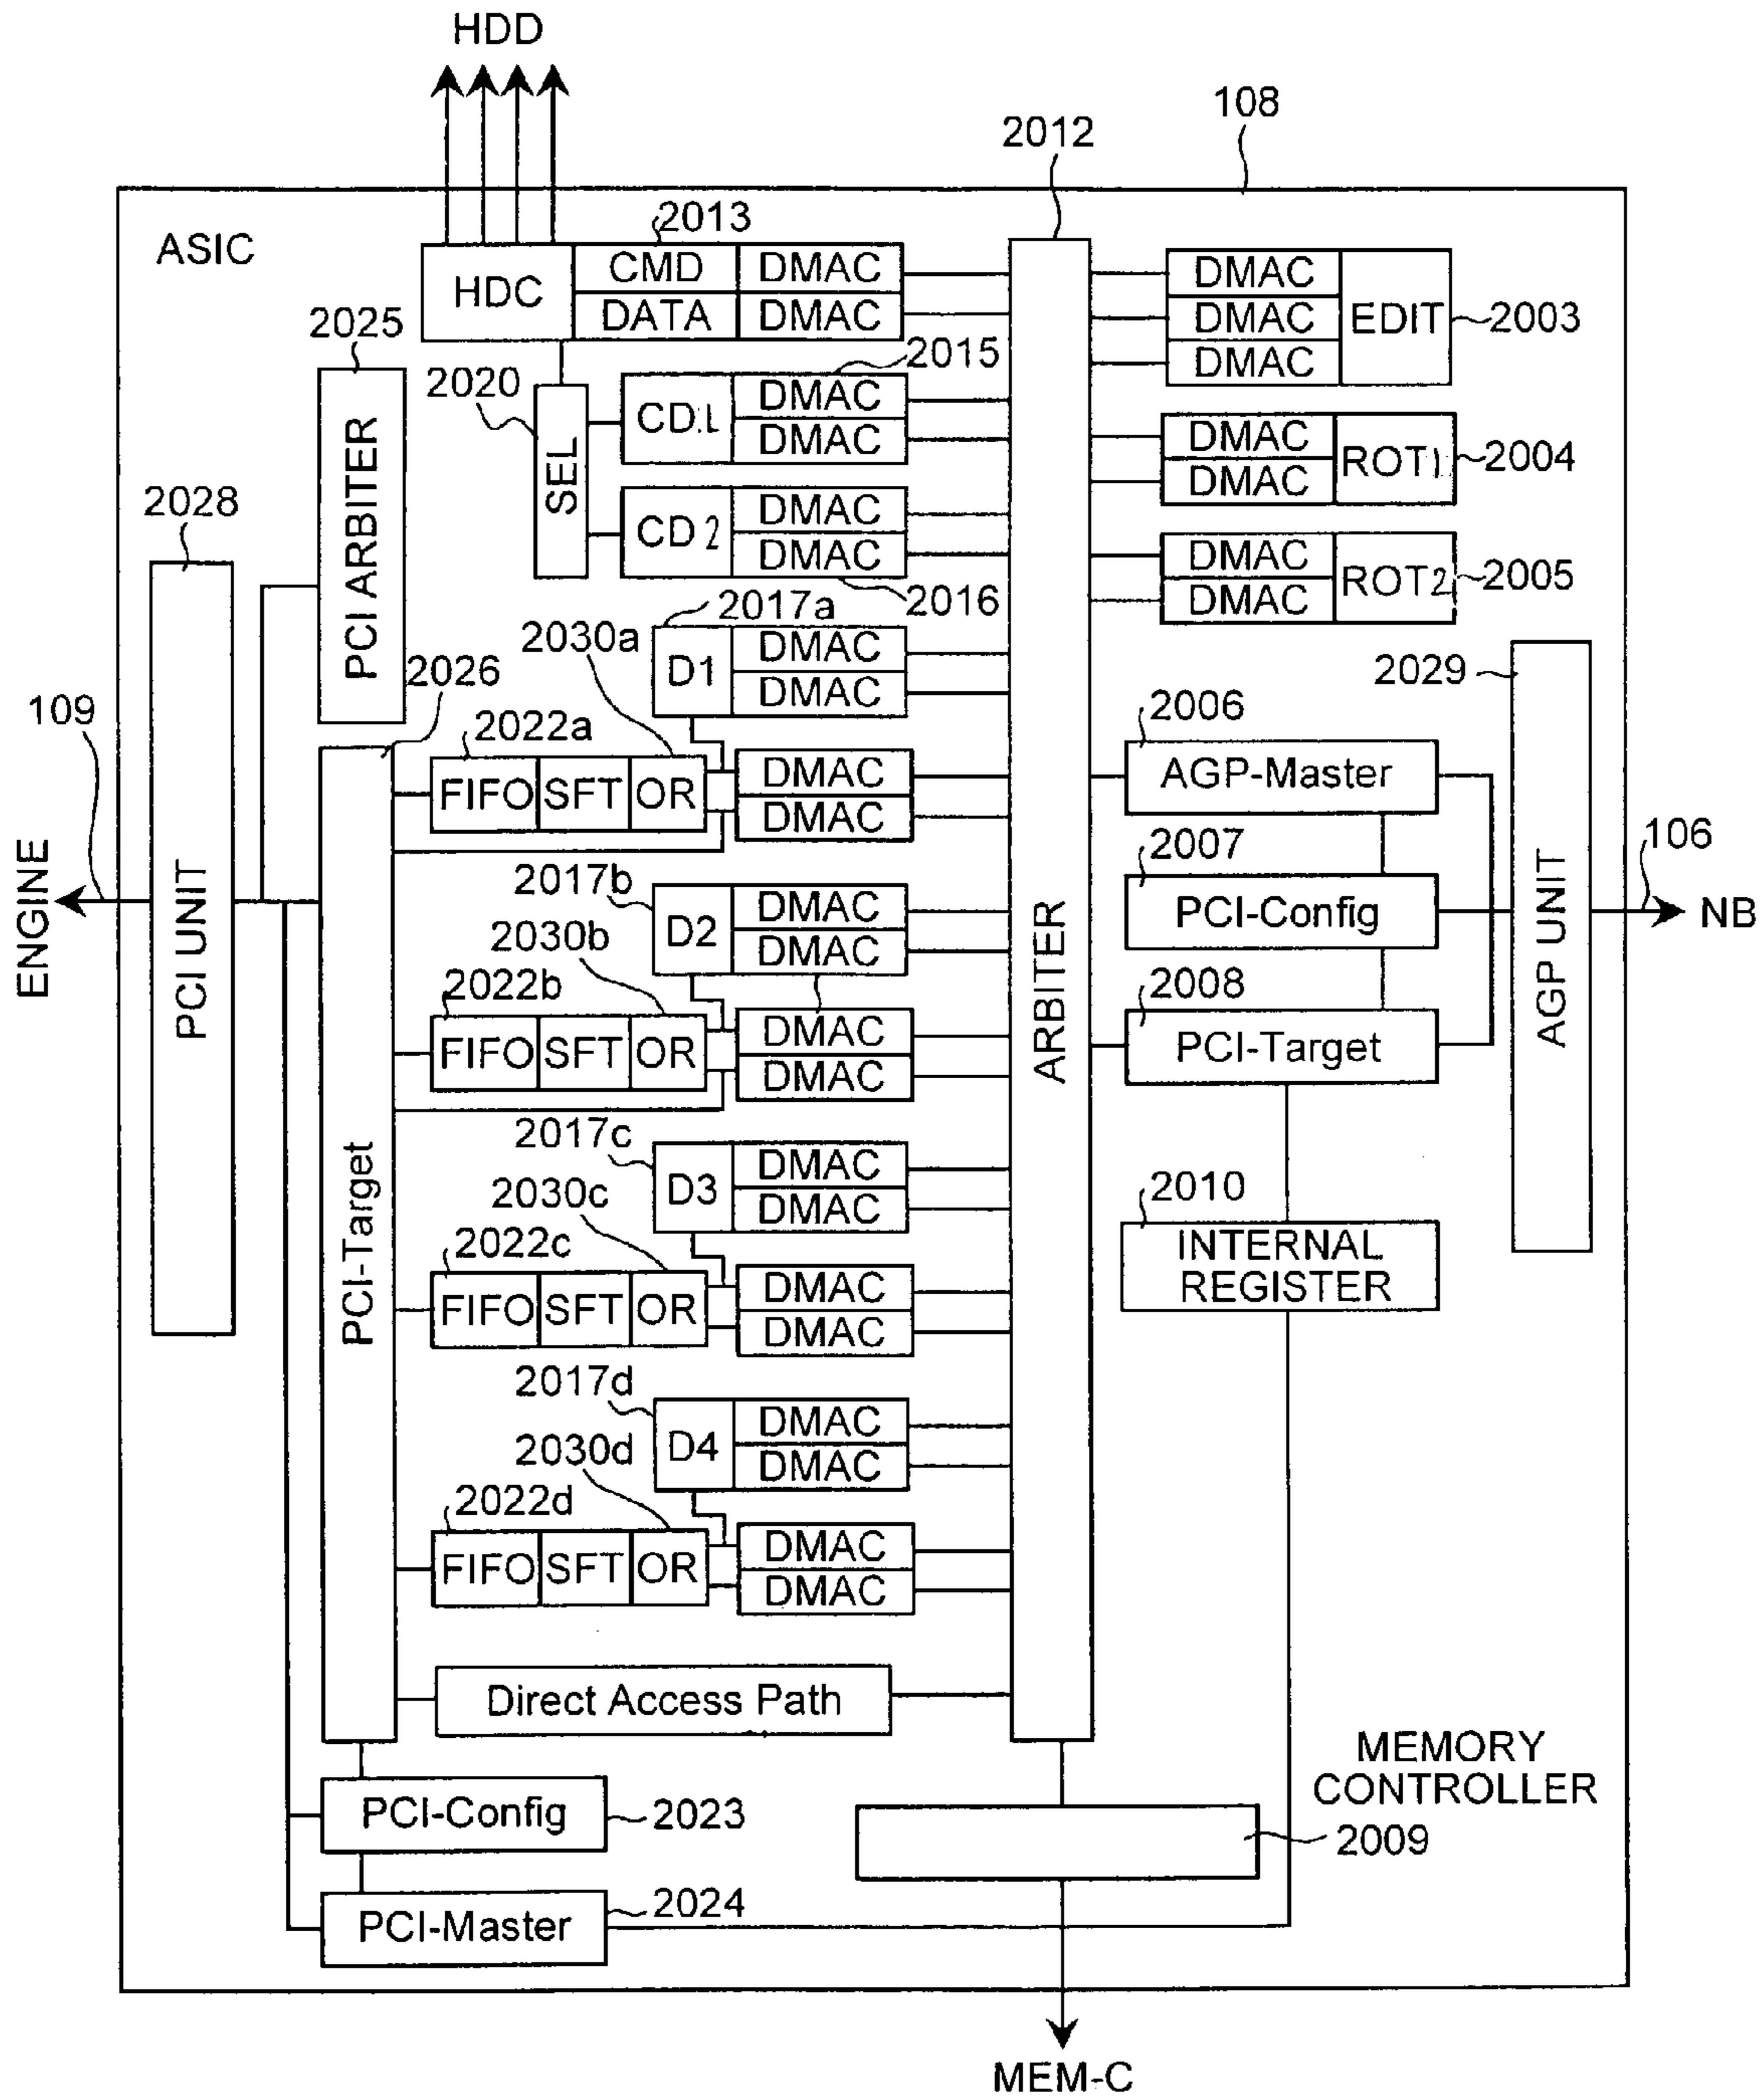 HDD
108
2012
ASIC
2013
HDC
CMD
DMAC
DATA
DMAC
DMAC
DMAC
DMAC
EDIT
2003
2025
PCI ARBITER
2020
SEL
2015
CD1
DMAC
DMAC
DMAC
DMAC
ROT1
2004
CD2
DMAC
DMAC
2016
DMAC
DMAC
ROT2
2005
2028
PCI UNIT
109
ENGINE
2026
PCI-Target
2017a
D1
DMAC
DMAC
2030a
2022a
FIFO
SFT
OR
DMAC
DMAC
ARBITER
2006
AGP-Master
2029
AGP UNIT
106
NB
2007
PCI-Config
2017b
D2
DMAC
DMAC
2030b
2022b
FIFO
SFT
OR
DMAC
DMAC
2008
PCI-Target
2017c
D3
DMAC
DMAC
2030c
2022c
FIFO
SFT
OR
DMAC
DMAC
2010
INTERNAL
REGISTER
2017d
D4
DMAC
DMAC
2030d
2022d
FIFO
SFT
OR
DMAC
DMAC
Direct Access Path
MEMORY
CONTROLLER
PCI-Config
2023
2009
PCI-Master
2024
MEM-C